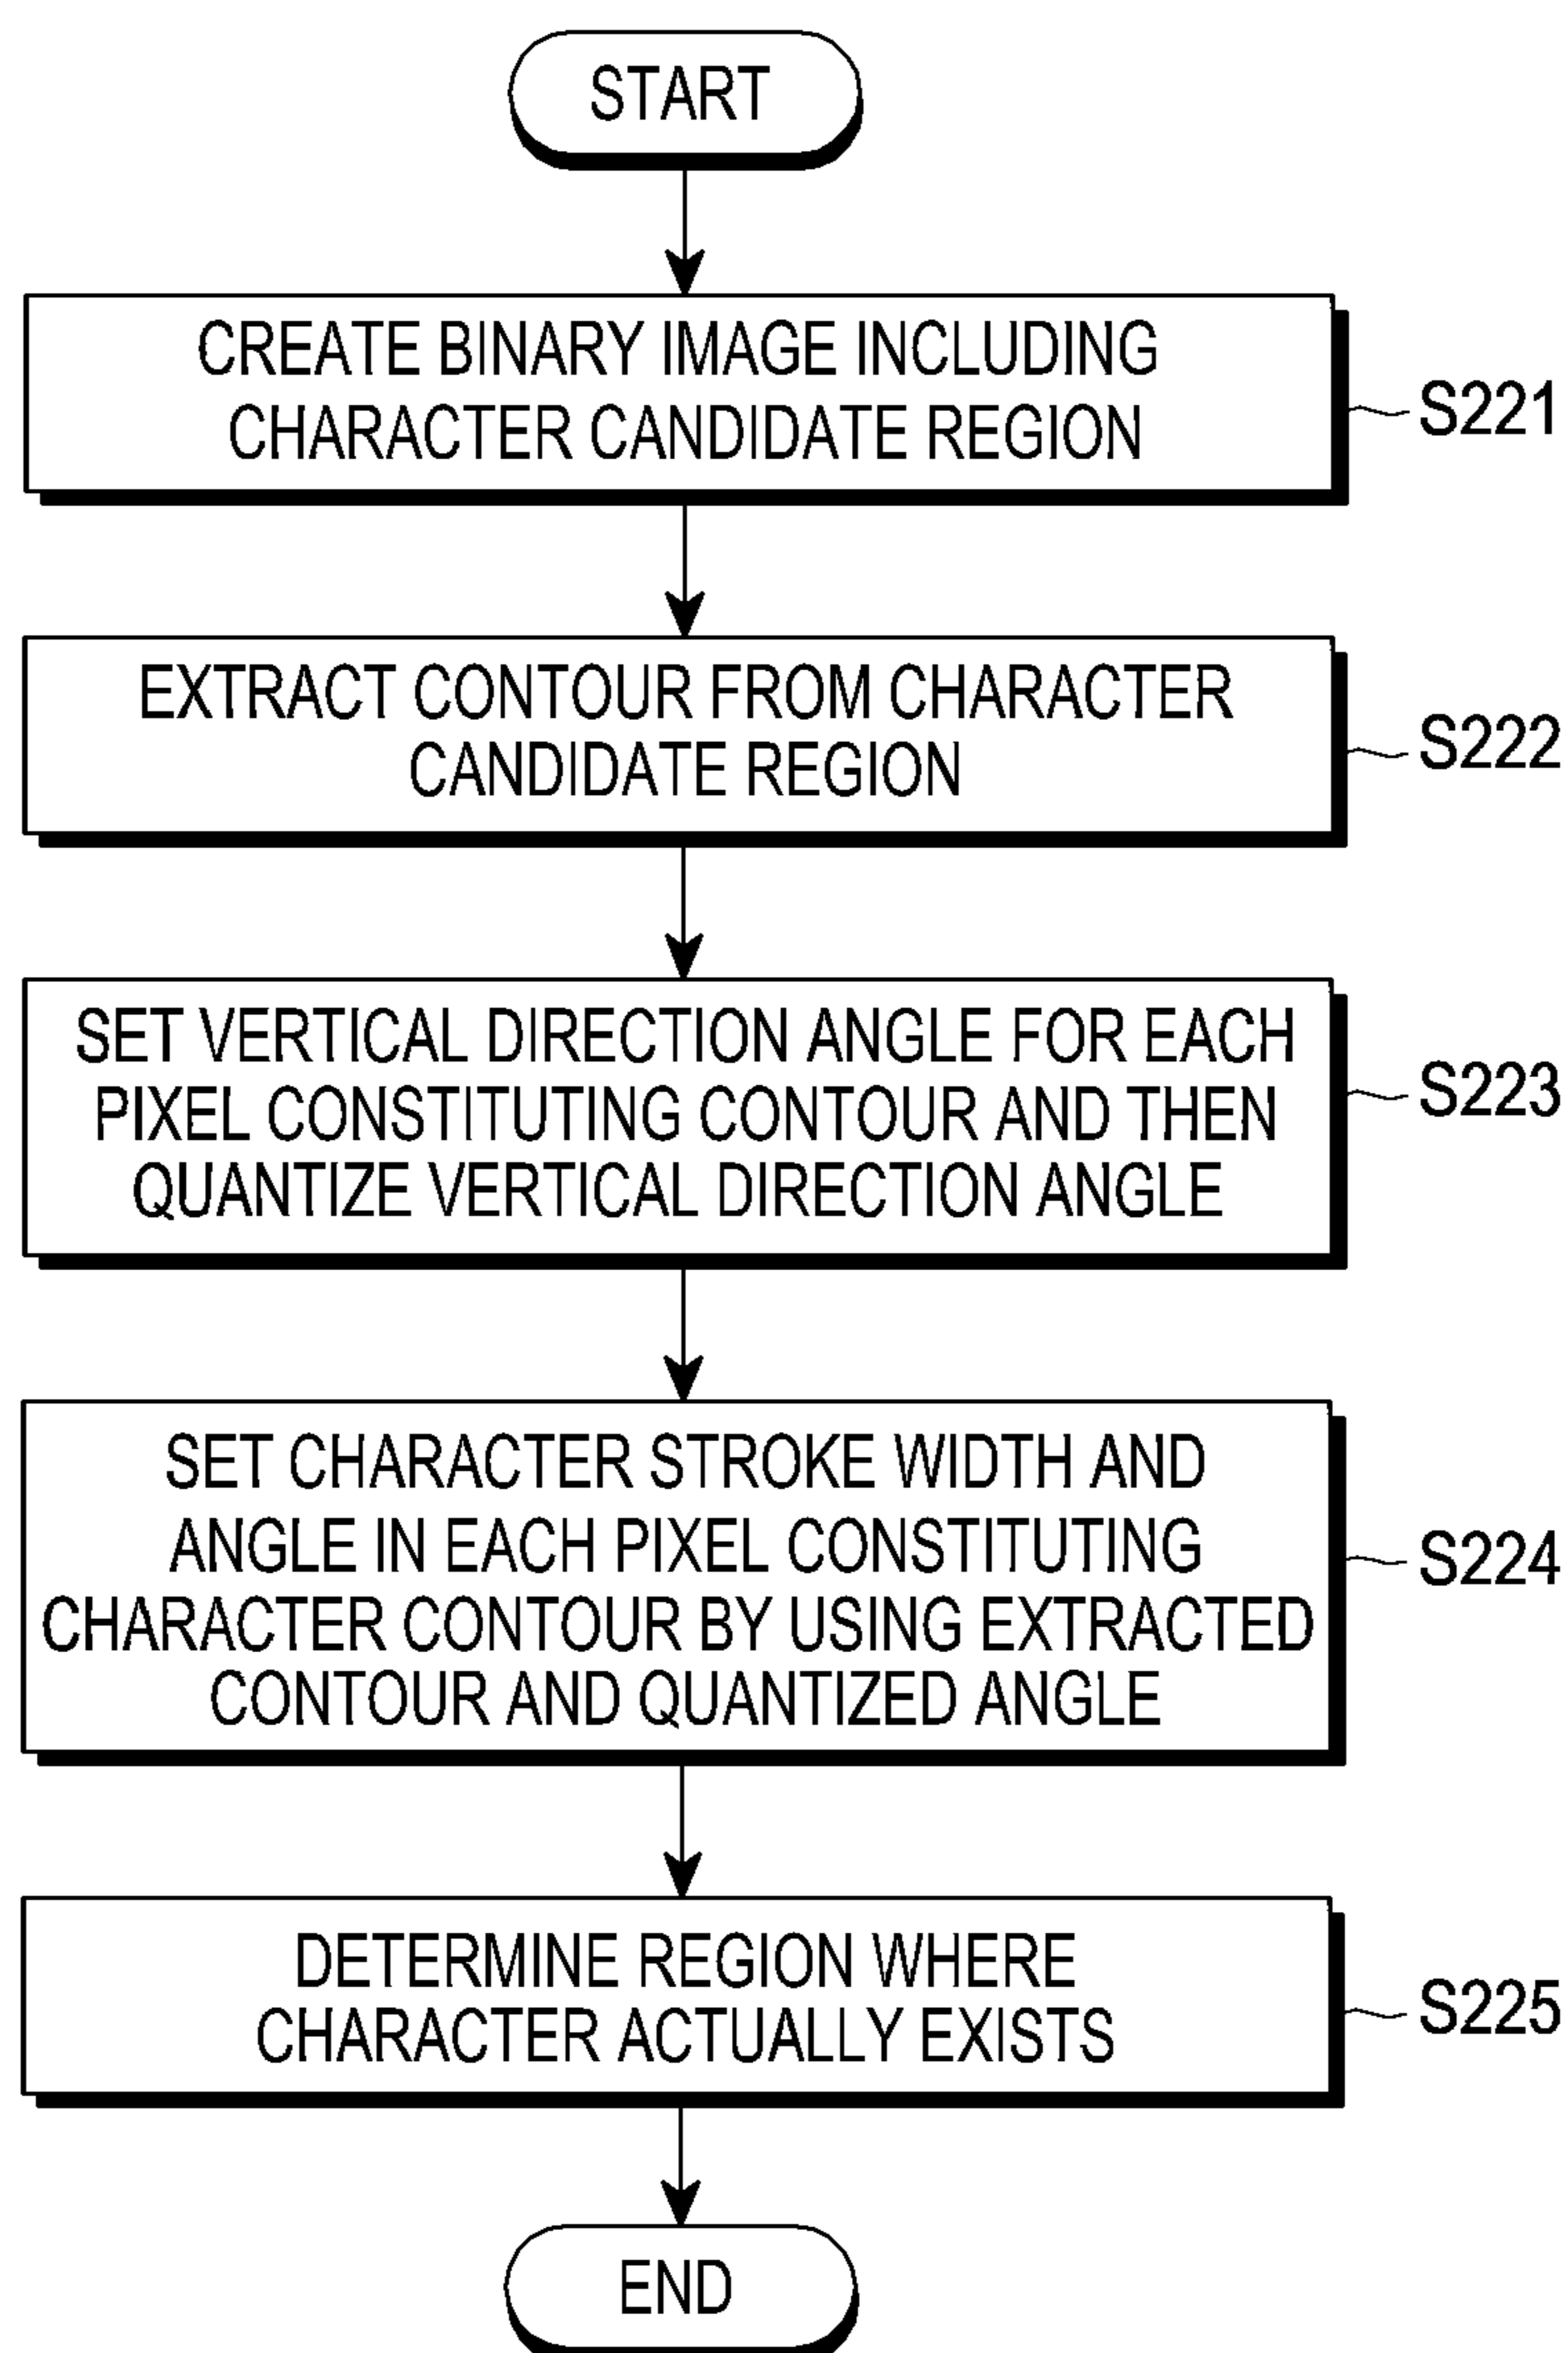 START
CREATE BINARY IMAGE INCLUDING
CHARACTER CANDIDATE REGION
S221
EXTRACT CONTOUR FROM CHARACTER
CANDIDATE REGION
S222
SET VERTICAL DIRECTION ANGLE FOR EACH
PIXEL CONSTITUTING CONTOUR AND THEN
QUANTIZE VERTICAL DIRECTION ANGLE
S223
SET CHARACTER STROKE WIDTH AND
ANGLE IN EACH PIXEL CONSTITUTING
CHARACTER CONTOUR BY USING EXTRACTED
CONTOUR AND QUANTIZED ANGLE
S224
DETERMINE REGION WHERE
CHARACTER ACTUALLY EXISTS
S225
END